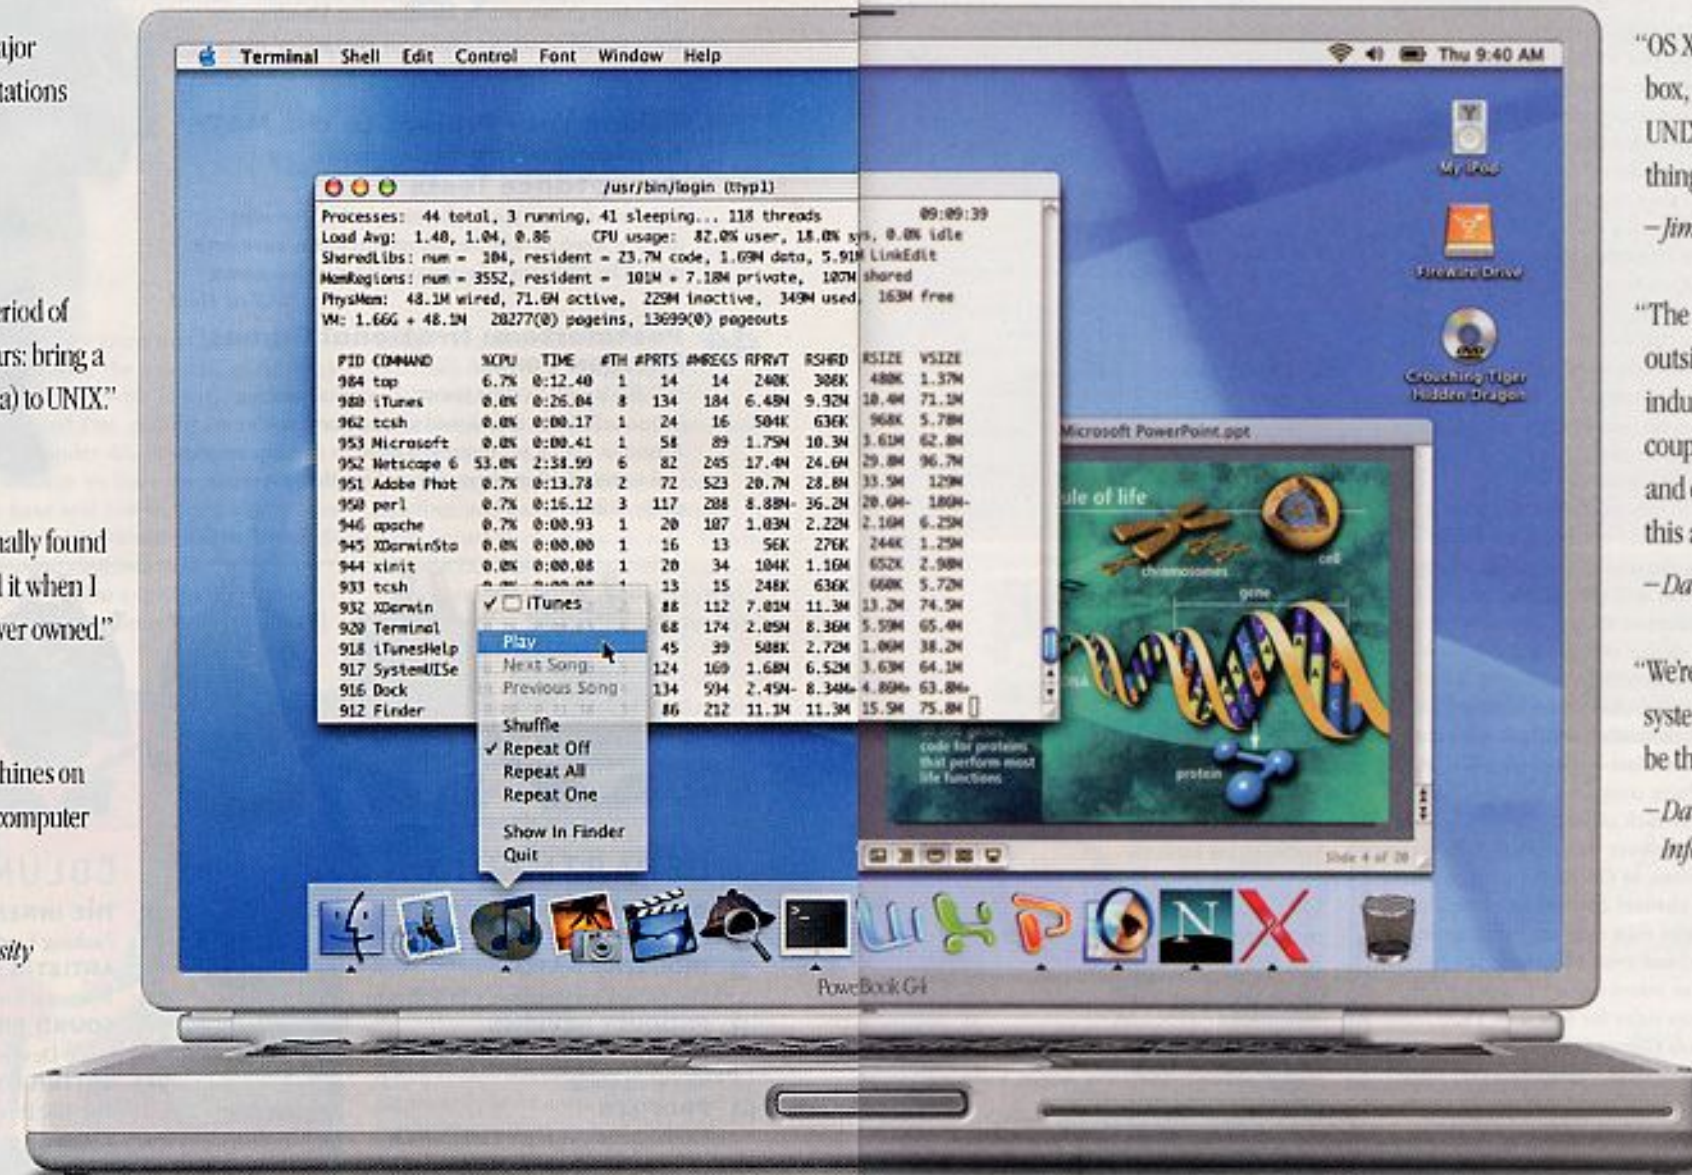 ajor
tations
eriod of
ars: bring a
a) to UNIX.”
nally found
l it when I
ver owned.”
hines on
computer
sity
Terminal Shell Edit Control Font Window Help
Thu 9:40 AM
My iPod
Firewire Drive
DVD
Crouching Tiger
Hidden Dragon
/usr/bin/login (ttyp1)
Processes: 44 total, 3 running, 41 sleeping... 118 threads 09:09:39
Load Avg: 1.40, 1.04, 0.86 CPU usage: 82.0% user, 18.0% sys, 0.0% idle
SharedLibs: num = 104, resident = 23.7M code, 1.69M data, 5.91M LinkEdit
MemRegions: num = 3552, resident = 101M + 7.18M private, 107M shared
PhysMem: 48.1M wired, 71.6M active, 229M inactive, 349M used, 163M free
VM: 1.66G + 48.1M 20277(0) pageins, 13699(0) pageouts
PID COMMAND %CPU TIME #TH #PRTS #MREGS RPRVT RSHRD RSIZE VSIZE
984 top 6.7% 0:12.40 1 14 14 240K 308K 480K 1.37M
980 iTunes 0.0% 0:26.04 8 134 184 6.48M 9.92M 10.4M 71.1M
962 tcsh 0.0% 0:00.17 1 24 16 504K 636K 968K 5.78M
953 Microsoft 0.0% 0:00.41 1 58 89 1.75M 10.3M 3.61M 62.8M
952 Netscape 6 53.0% 2:38.99 6 82 245 17.4M 24.6M 29.8M 96.7M
951 Adobe Phot 0.7% 0:13.78 2 72 523 20.7M 28.8M 33.5M 129M
950 perl 0.7% 0:16.12 3 117 208 8.88M- 36.2M 20.6M- 186M-
946 apache 0.7% 0:00.93 1 20 107 1.03M 2.22M 2.16M 6.25M
945 XDarwinSta 0.0% 0:00.00 1 16 13 56K 276K 244K 1.25M
944 xinit 0.0% 0:00.08 1 20 34 104K 1.16M 652K 2.98M
933 tcsh 1 13 15 248K 636K 660K 5.72M
932 XDarwin 88 112 7.01M 11.3M 13.2M 74.5M
920 Terminal 68 174 2.05M 8.36M 5.59M 65.4M
918 iTunesHelp 45 39 508K 2.72M 1.06M 38.2M
917 SystemUISe 124 169 1.68M 6.52M 3.63M 64.1M
916 Dock 134 594 2.45M- 8.34M+ 4.86M+ 63.8M+
912 Finder 86 212 11.1M 11.3M 15.9M 75.8M
iTunes
Play
Next Song
Previous Song
Shuffle
Repeat Off
Repeat All
Repeat One
Show In Finder
Quit
Microsoft PowerPoint.ppt
ule of life
chromosomes
cell
gene
code for proteins
that perform most
life functions
protein
Slide 4 of 20
N
PowerBook G4
“OS X
box,
UNIX
thing
–Jim
“The
outsi
indu
coup
and
this a
–Da
“We're
syste
be th
–Da
Inf